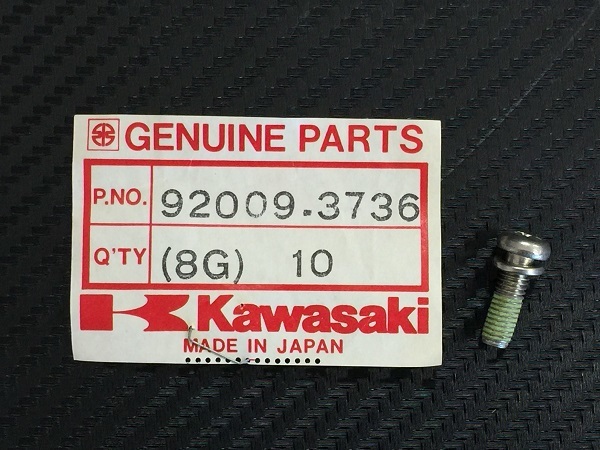 GENUINE PARTS
P.NO. 92009-3736
Q'TY (8G) 10
Kawasaki
MADE IN JAPAN